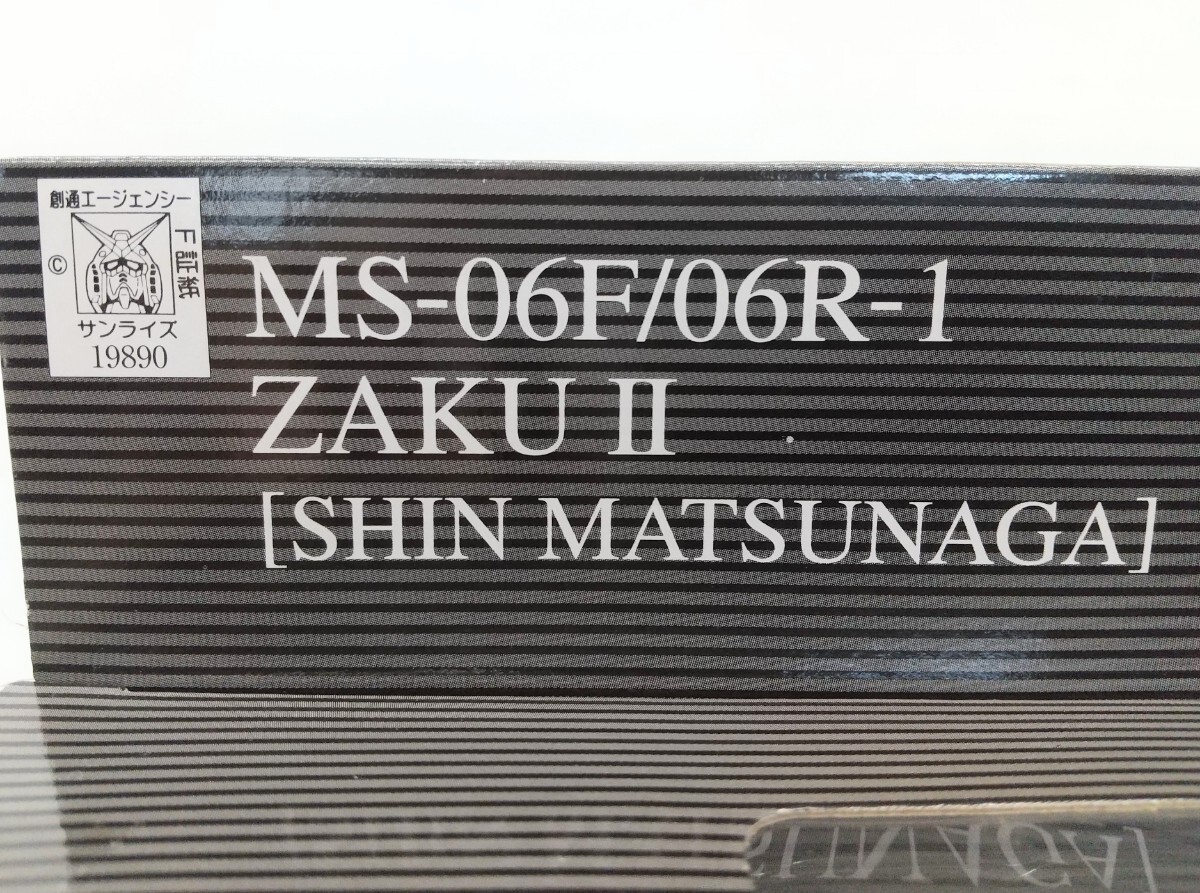 創通エージェンシー
F証紙
©
サンライズ
19890
MS-06F/06R-1
ZAKU II
[SHIN MATSUNAGA]
SUNAGA]